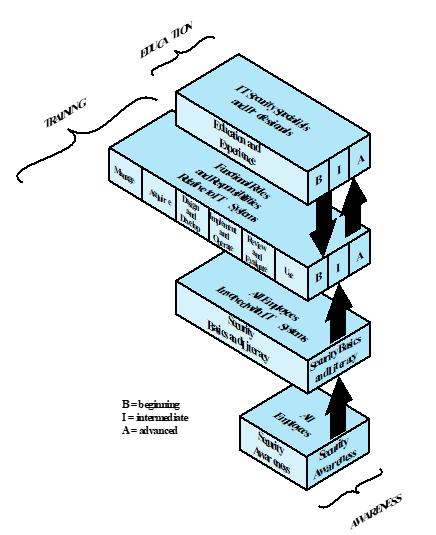 EDUCATION
TRAINING
IT Security Specialists
and Professionals
Education and
Experience
B I A
Functional Roles
and Responsibilities
Relative to IT Systems
Manage
Acquire
Design
and
Develop
Implement
and
Operate
Review
and
Evaluate
Use
B I A
All Employees
Involved with IT systems
Security
Basics and Literacy
Security Basics
and Literacy
B = beginning
I = intermediate
A = advanced
All
Employees
Security
Awareness
Security
Awareness
AWARENESS